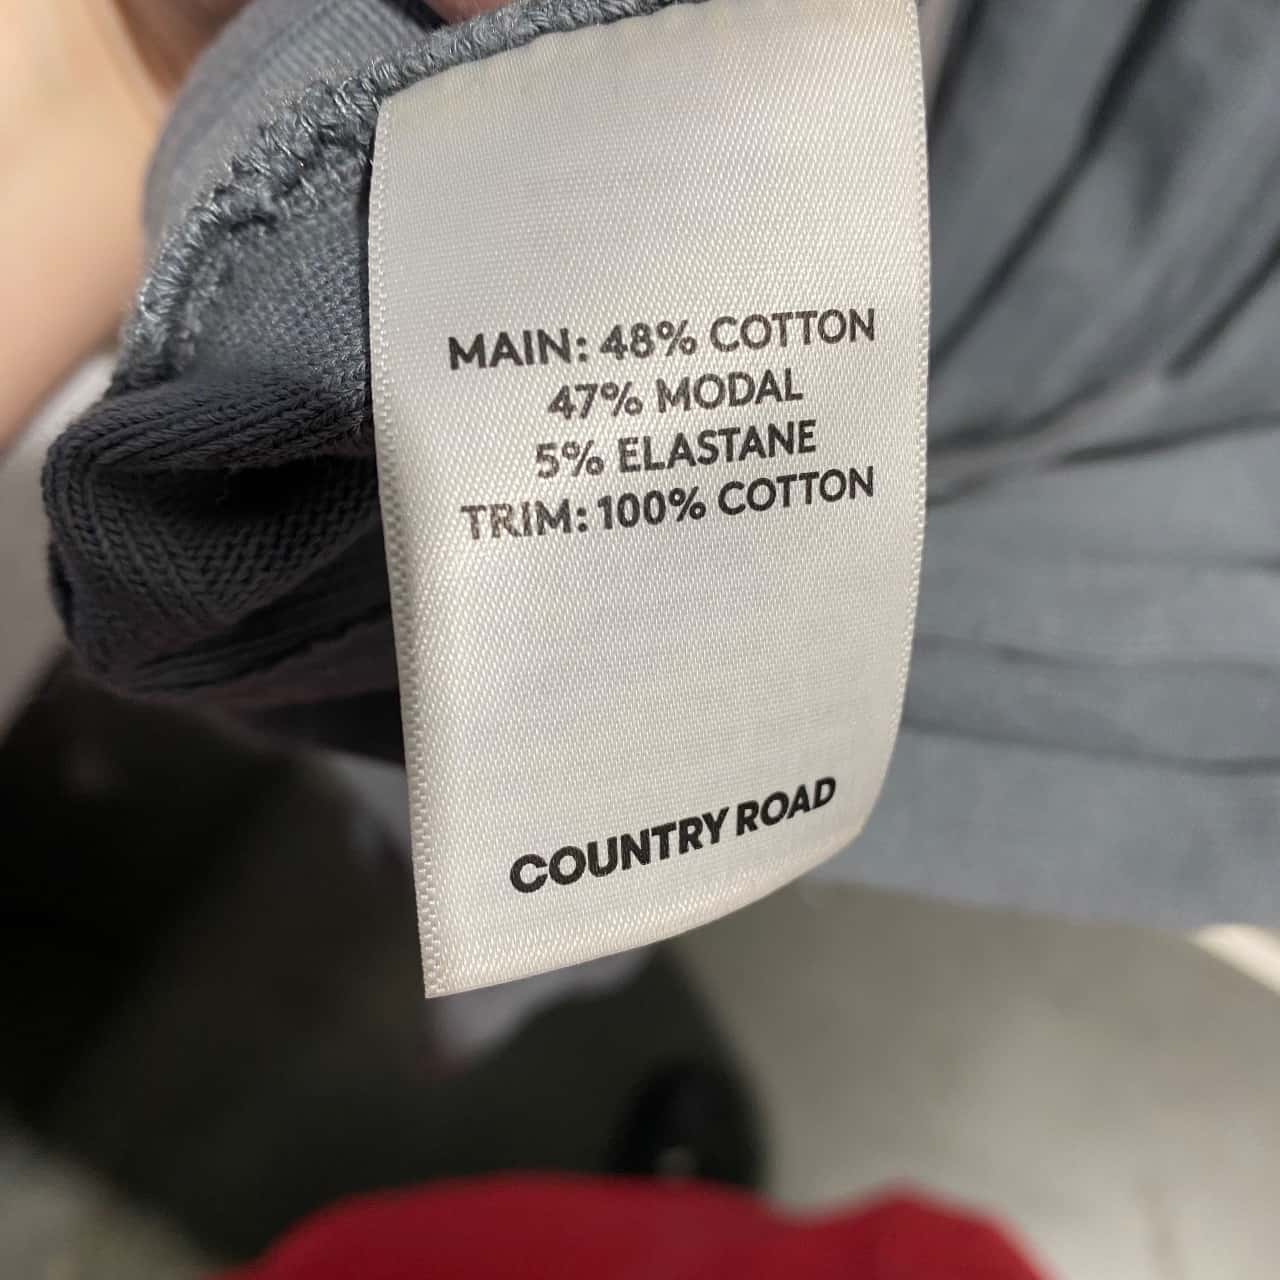 MAIN: 48% COTTON
47% MODAL
5% ELASTANE
TRIM: 100% COTTON
COUNTRY ROAD